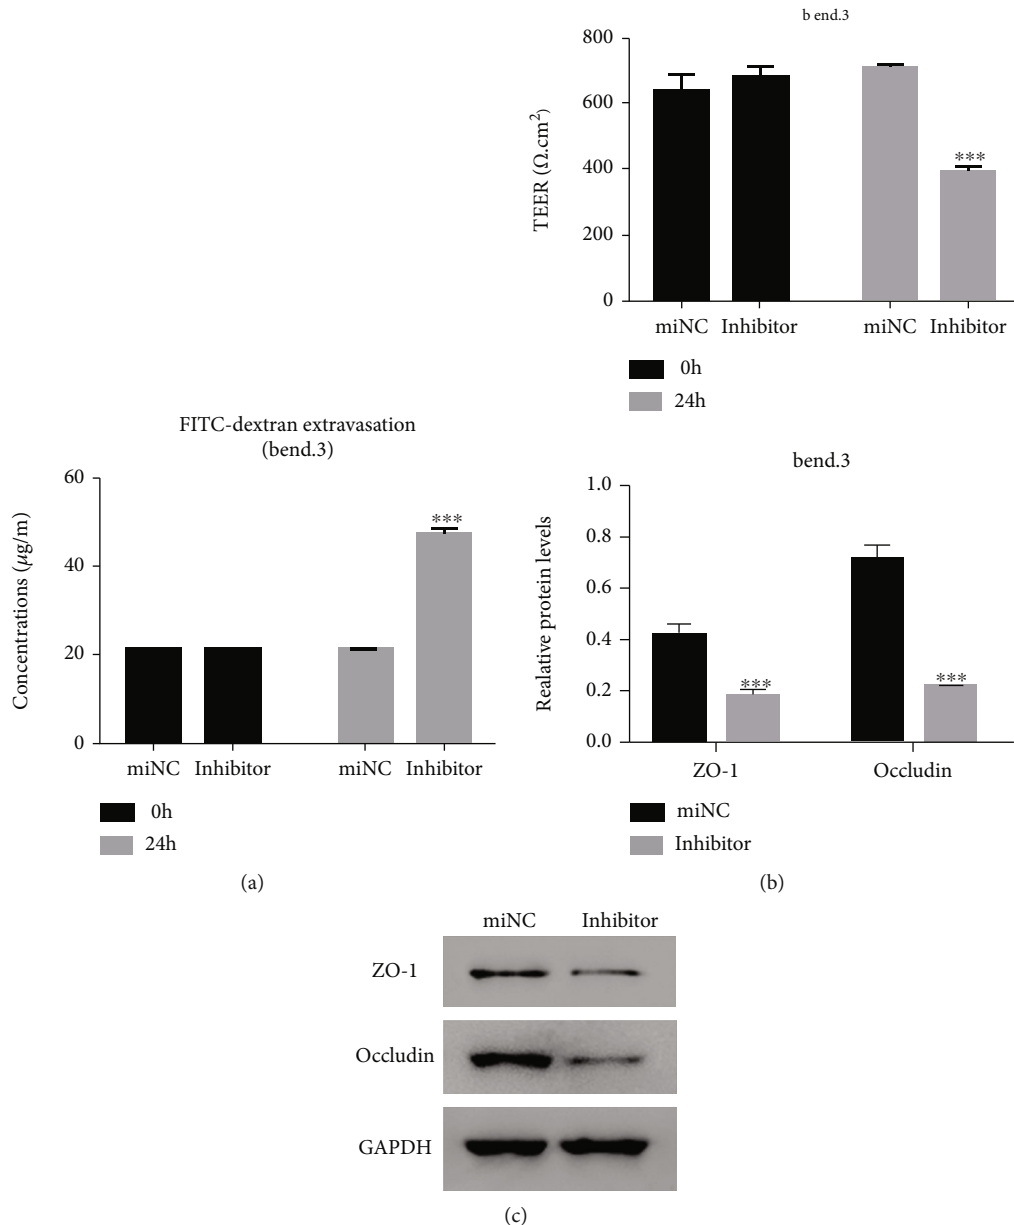 b end.3
800
600
400
200
0
TEER (Ω.cm²)
***
miNC Inhibitor miNC Inhibitor
0h
24h
FITC-dextran extravasation
(bend.3)
60
40
20
0
Concentrations (μg/m)
***
miNC Inhibitor miNC Inhibitor
0h
24h
(a)
bend.3
1.0
0.8
0.6
0.4
0.2
0.0
Realative protein levels
***
***
ZO-1 Occludin
miNC
Inhibitor
(b)
miNC Inhibitor
ZO-1
Occludin
GAPDH
(c)